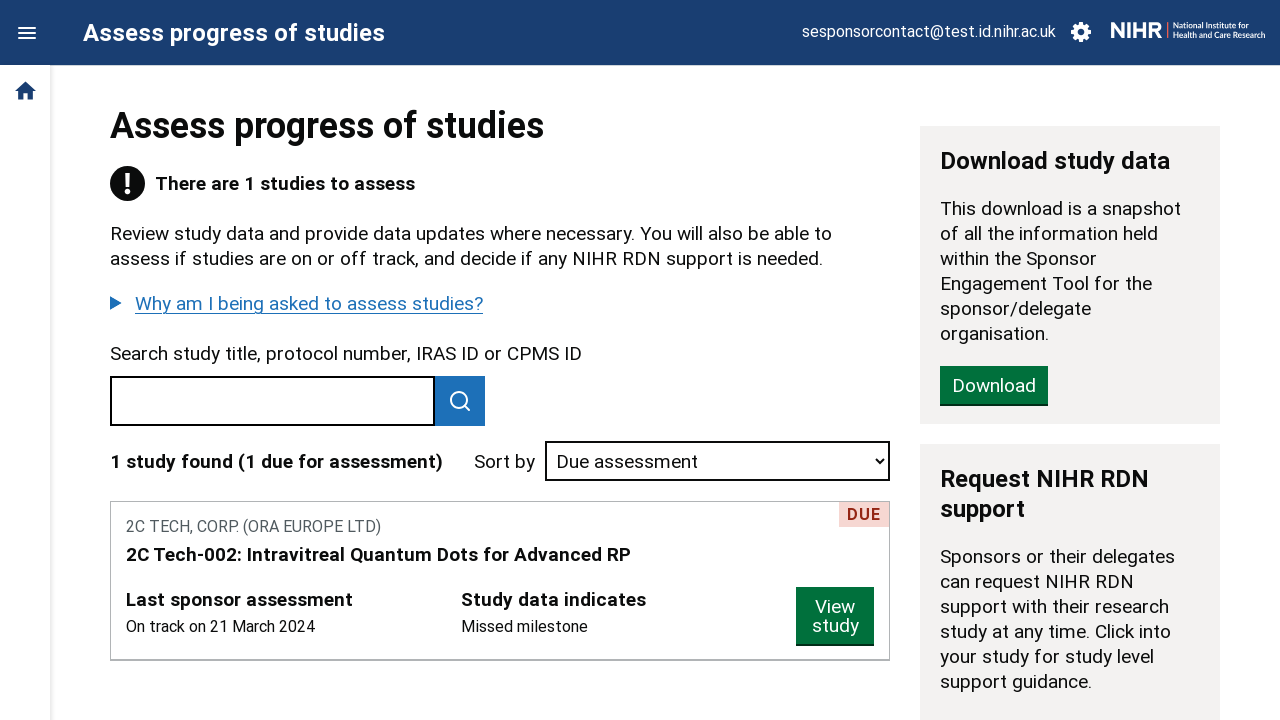 Assess progress of studies
sesponsorcontact@test.id.nihr.ac.uk
NIHR
National Institute for
Health and Care Research
Assess progress of studies
There are 1 studies to assess
Review study data and provide data updates where necessary. You will also be able to
assess if studies are on or off track, and decide if any NIHR RDN support is needed.
Why am I being asked to assess studies?
Search study title, protocol number, IRAS ID or CPMS ID
1 study found (1 due for assessment)
Sort by
Due assessment
DUE
2C TECH, CORP. (ORA EUROPE LTD)
2C Tech-002: Intravitreal Quantum Dots for Advanced RP
Last sponsor assessment
On track on 21 March 2024
Study data indicates
Missed milestone
View
study
Download study data
This download is a snapshot
of all the information held
within the Sponsor
Engagement Tool for the
sponsor/delegate
organisation.
Download
Request NIHR RDN
support
Sponsors or their delegates
can request NIHR RDN
support with their research
study at any time. Click into
your study for study level
support guidance.